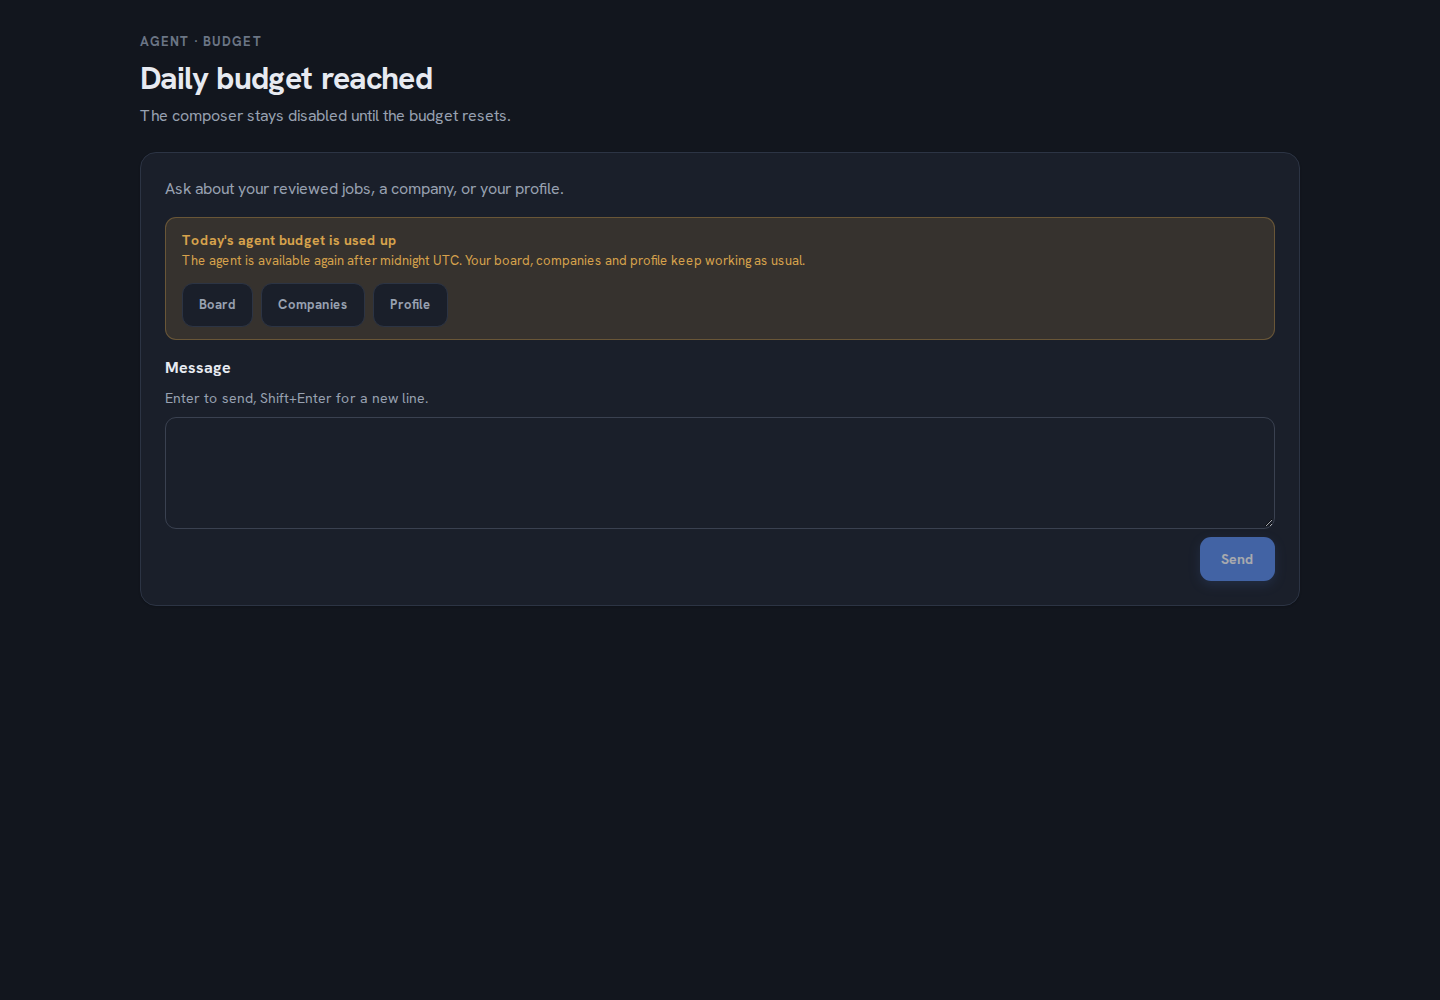 AGENT · BUDGET
Daily budget reached
The composer stays disabled until the budget resets.
Ask about your reviewed jobs, a company, or your profile.
Today's agent budget is used up
The agent is available again after midnight UTC. Your board, companies and profile keep working as usual.
Board Companies Profile
Message
Enter to send, Shift+Enter for a new line.
Send